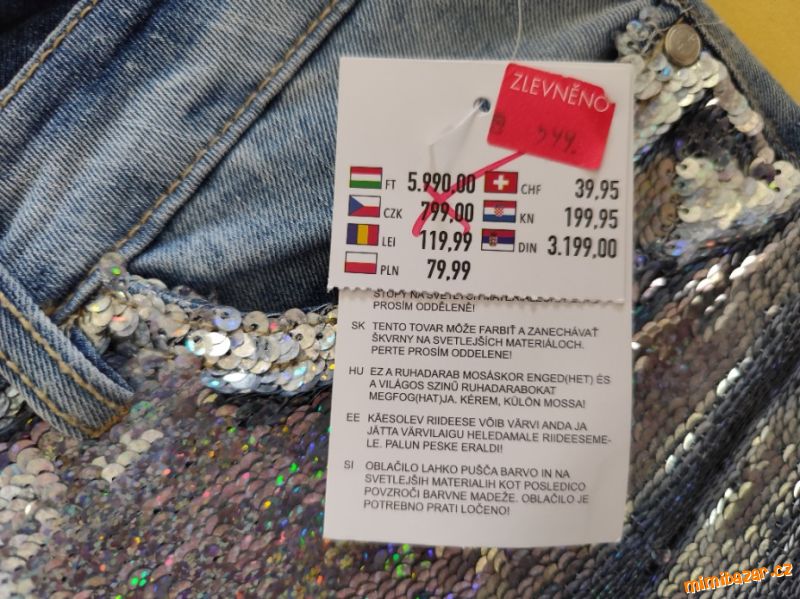 ZLEVNĚNO
FT 5.990,00 CHF 39,95
CZK 799,00 KN 199,95
LEI 119,99 DIN 3.199,00
PLN 79,99
PROSÍM ODDĚLENĚ!
SK TENTO TOVAR MÔŽE FARBIŤ A ZANECHÁVAŤ
ŠKVRNY NA SVETLEJŠÍCH MATERIÁLOCH.
PERTE PROSÍM ODDELENE!
HU EZ A RUHADARAB MOSÁSKOR ENGED(HET) ÉS
A VILÁGOS SZINŰ RUHADARABOKAT
MEGFOG(HAT)JA. KÉREM, KÜLÖN MOSSA!
EE KÄESOLEV RIIDEESE VÕIB VÄRVI ANDA JA
JÄTTA VÄRVILAIGU HELEDAMALE RIIDEESEME-
LE. PALUN PESKE ERALDI!
SI OBLAČILO LAHKO PUŠČA BARVO IN NA
SVETLEJŠIH MATERIALIH KOT POSLEDICO
POVZROČI BARVNE MADEŽE. OBLAČILO JE
POTREBNO PRATI LOČENO!
mimibazar.cz